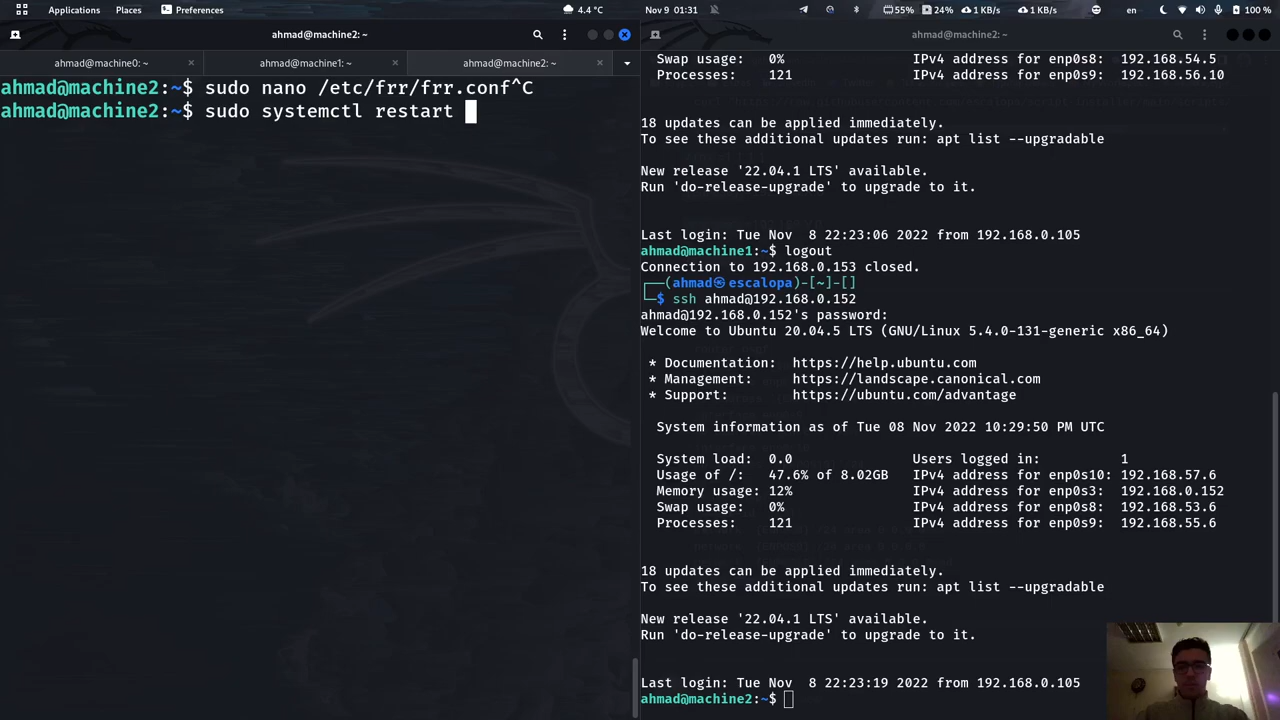 Applications Places Preferences 4.4 °C Nov 9 01:31 55% 24% 1 KB/s 1 KB/s en 100 %
ahmad@machine2: ~
ahmad@machine0: ~ × ahmad@machine1: ~ × ahmad@machine2: ~ ×
ahmad@machine2:~$ sudo nano /etc/frr/frr.conf^C
ahmad@machine2:~$ sudo systemctl restart
ahmad@machine2: ~
Swap usage: 0% IPv4 address for enp0s8: 192.168.54.5
Processes: 121 IPv4 address for enp0s9: 192.168.56.10
18 updates can be applied immediately.
To see these additional updates run: apt list --upgradable
New release '22.04.1 LTS' available.
Run 'do-release-upgrade' to upgrade to it.
Last login: Tue Nov 8 22:23:06 2022 from 192.168.0.105
ahmad@machine1:~$ logout
Connection to 192.168.0.153 closed.
┌──(ahmad㉿escalopa)-[~]-[]
└─$ ssh ahmad@192.168.0.152
ahmad@192.168.0.152's password:
Welcome to Ubuntu 20.04.5 LTS (GNU/Linux 5.4.0-131-generic x86_64)
* Documentation: https://help.ubuntu.com
* Management: https://landscape.canonical.com
* Support: https://ubuntu.com/advantage
System information as of Tue 08 Nov 2022 10:29:50 PM UTC
System load: 0.0 Users logged in: 1
Usage of /: 47.6% of 8.02GB IPv4 address for enp0s10: 192.168.57.6
Memory usage: 12% IPv4 address for enp0s3: 192.168.0.152
Swap usage: 0% IPv4 address for enp0s8: 192.168.53.6
Processes: 121 IPv4 address for enp0s9: 192.168.55.6
18 updates can be applied immediately.
To see these additional updates run: apt list --upgradable
New release '22.04.1 LTS' available.
Run 'do-release-upgrade' to upgrade to it.
Last login: Tue Nov 8 22:23:19 2022 from 192.168.0.105
ahmad@machine2:~$